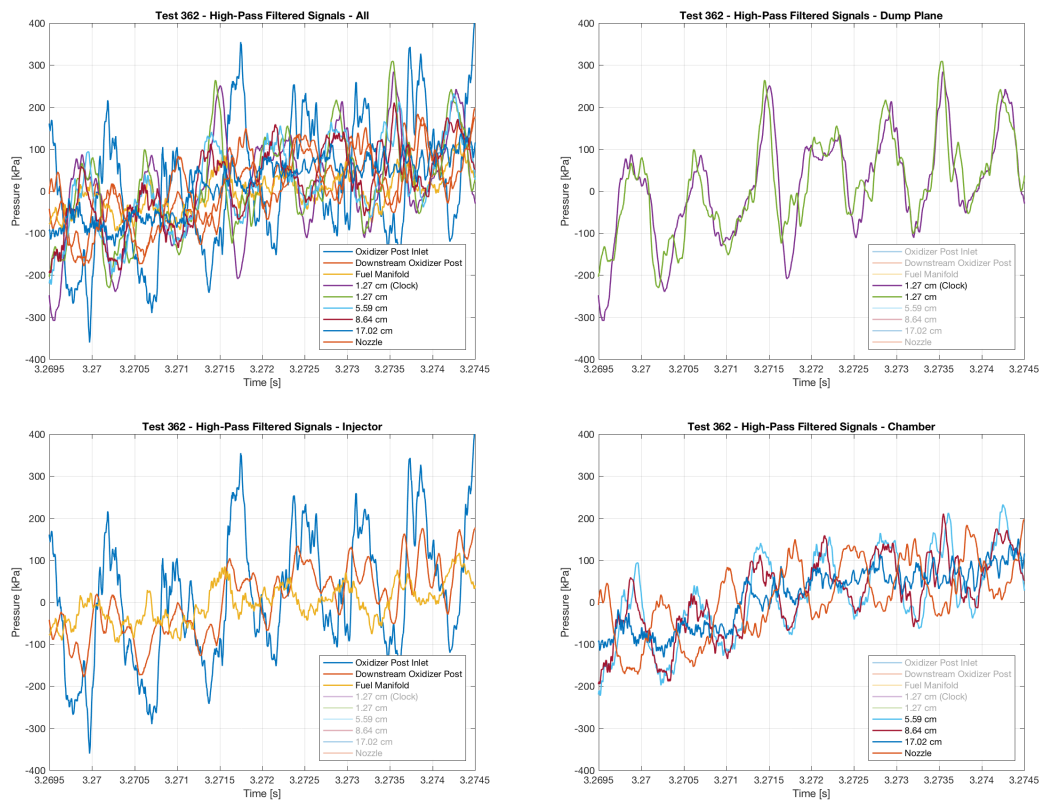 Test 362 - High-Pass Filtered Signals - All
400
300
200
100
0
-100
-200
-300
-400
Pressure [kPa]
Oxidizer Post Inlet
Downstream Oxidizer Post
Fuel Manifold
1.27 cm (Clock)
1.27 cm
5.59 cm
8.64 cm
17.02 cm
Nozzle
3.2695 3.27 3.2705 3.271 3.2715 3.272 3.2725 3.273 3.2735 3.274 3.2745
Time [s]
Test 362 - High-Pass Filtered Signals - Dump Plane
400
300
200
100
0
-100
-200
-300
-400
Pressure [kPa]
Oxidizer Post Inlet
Downstream Oxidizer Post
Fuel Manifold
1.27 cm (Clock)
1.27 cm
5.59 cm
8.64 cm
17.02 cm
Nozzle
3.2695 3.27 3.2705 3.271 3.2715 3.272 3.2725 3.273 3.2735 3.274 3.2745
Time [s]
Test 362 - High-Pass Filtered Signals - Injector
400
300
200
100
0
-100
-200
-300
-400
Pressure [kPa]
Oxidizer Post Inlet
Downstream Oxidizer Post
Fuel Manifold
1.27 cm (Clock)
1.27 cm
5.59 cm
8.64 cm
17.02 cm
Nozzle
3.2695 3.27 3.2705 3.271 3.2715 3.272 3.2725 3.273 3.2735 3.274 3.2745
Time [s]
Test 362 - High-Pass Filtered Signals - Chamber
400
300
200
100
0
-100
-200
-300
-400
Pressure [kPa]
Oxidizer Post Inlet
Downstream Oxidizer Post
Fuel Manifold
1.27 cm (Clock)
1.27 cm
5.59 cm
8.64 cm
17.02 cm
Nozzle
3.2695 3.27 3.2705 3.271 3.2715 3.272 3.2725 3.273 3.2735 3.274 3.2745
Time [s]